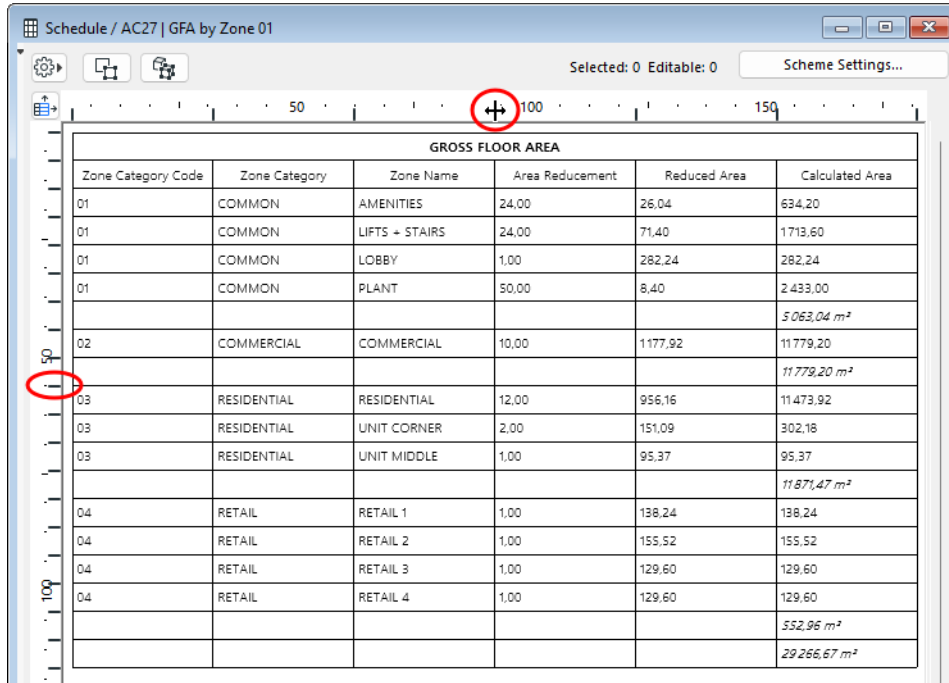 Schedule / AC27 | GFA by Zone 01
Selected: 0 Editable: 0 Scheme Settings...
50 100 150
GROSS FLOOR AREA
Zone Category Code Zone Category Zone Name Area Reducement Reduced Area Calculated Area
01 COMMON AMENITIES 24,00 26,04 634,20
01 COMMON LIFTS + STAIRS 24,00 71,40 1 713,60
01 COMMON LOBBY 1,00 282,24 282,24
01 COMMON PLANT 50,00 8,40 2 433,00
5 063,04 m²
02 COMMERCIAL COMMERCIAL 10,00 1 177,92 11 779,20
50
11 779,20 m²
03 RESIDENTIAL RESIDENTIAL 12,00 956,16 11 473,92
03 RESIDENTIAL UNIT CORNER 2,00 151,09 302,18
03 RESIDENTIAL UNIT MIDDLE 1,00 95,37 95,37
11 871,47 m²
04 RETAIL RETAIL 1 1,00 138,24 138,24
04 RETAIL RETAIL 2 1,00 155,52 155,52
04 RETAIL RETAIL 3 1,00 129,60 129,60
100
04 RETAIL RETAIL 4 1,00 129,60 129,60
552,96 m²
29 266,67 m²